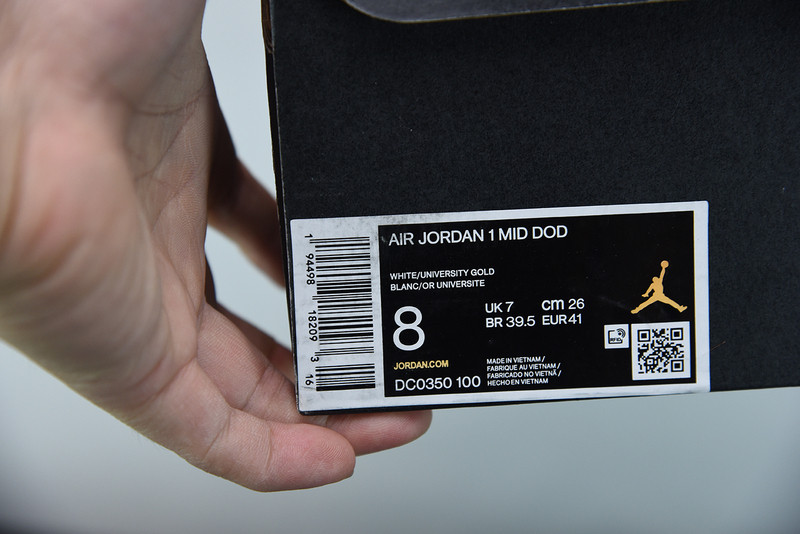 AIR JORDAN 1 MID DOD
WHITE/UNIVERSITY GOLD
BLANC/OR UNIVERSITE
8
UK 7 cm 26
BR 39.5 EUR 41
JORDAN.COM
DC0350 100
MADE IN VIETNAM /
FABRIQUE AU VIETNAM /
FABRICADO NO VIETNÃ /
HECHO EN VIETNAM
1 94498 18209 3 16
RFID